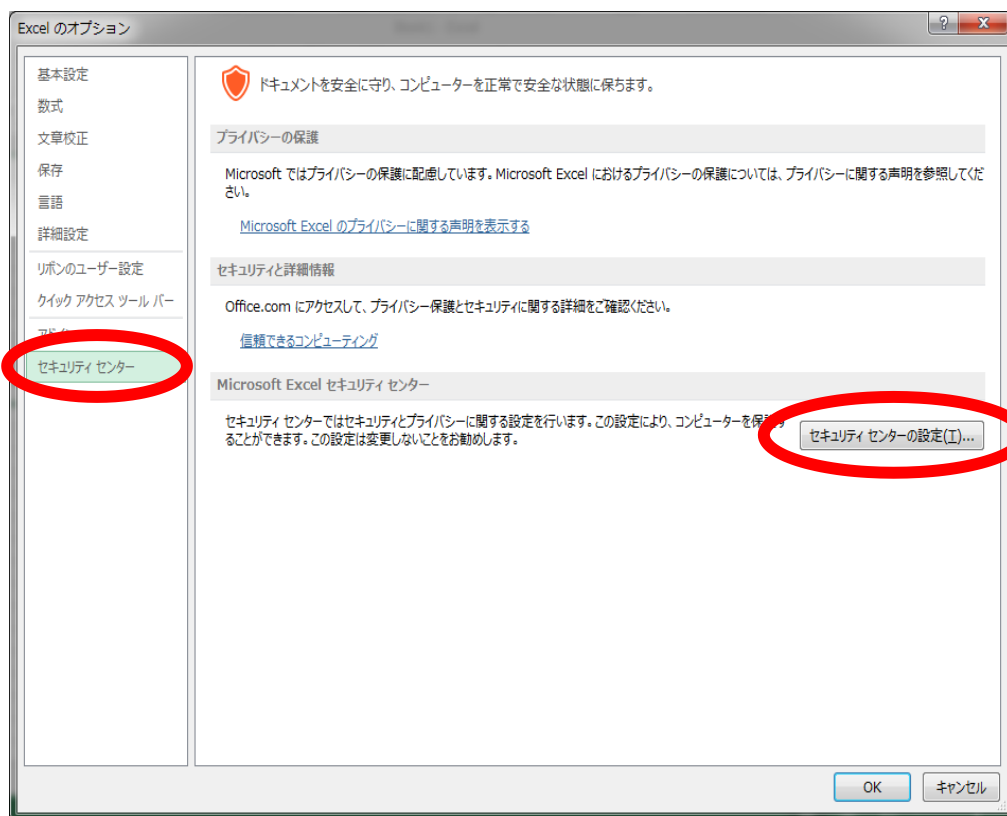 Excel のオプション
基本設定
数式
文章校正
保存
言語
詳細設定
リボンのユーザー設定
クイック アクセス ツール バー
セキュリティ センター
ドキュメントを安全に守り、コンピューターを正常で安全な状態に保ちます。
プライバシーの保護
Microsoft ではプライバシーの保護に配慮しています。Microsoft Excel におけるプライバシーの保護については、プライバシーに関する声明を参照してくだ
さい。
Microsoft Excel のプライバシーに関する声明を表示する
セキュリティと詳細情報
Office.com にアクセスして、プライバシー保護とセキュリティに関する詳細をご確認ください。
信頼できるコンピューティング
Microsoft Excel セキュリティ センター
セキュリティ センターではセキュリティとプライバシーに関する設定を行います。この設定により、コンピューターを保護す
ることができます。この設定は変更しないことをお勧めします。
セキュリティ センターの設定(T)...
OK
キャンセル